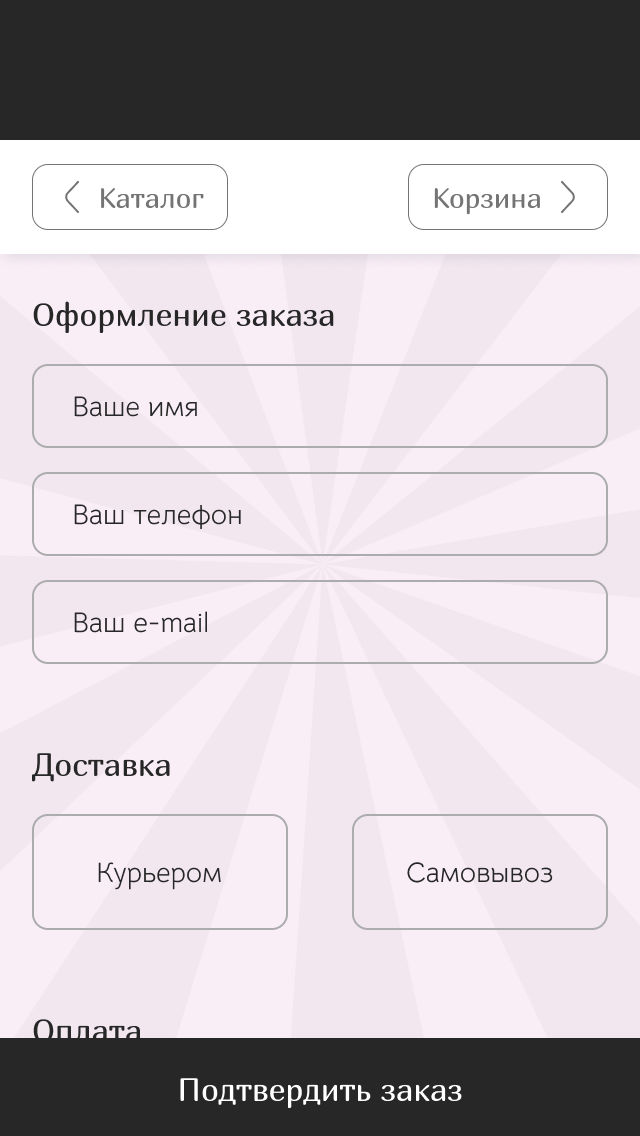 Каталог
Корзина
Оформление заказа
Ваше имя
Ваш телефон
Ваш e-mail
Доставка
Курьером
Самовывоз
Оплата
Подтвердить заказ